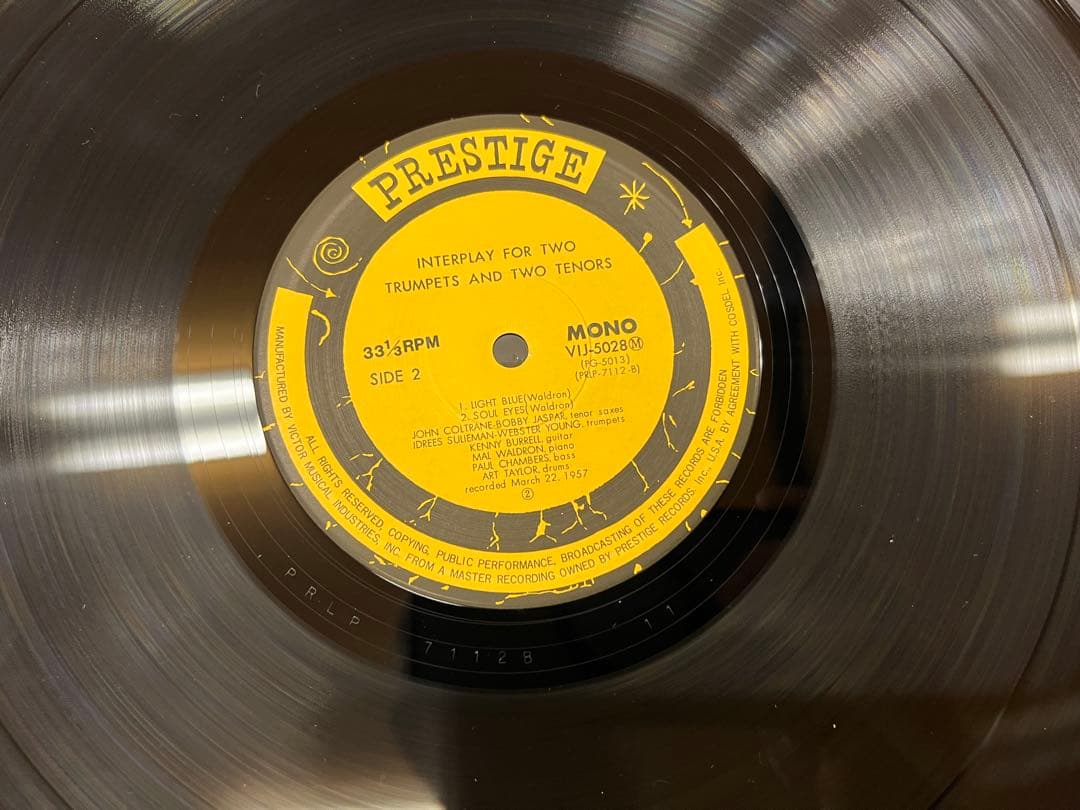 PRESTIGE
INTERPLAY FOR TWO
TRUMPETS AND TWO TENORS
33⅓RPM
SIDE 2
MONO
VIJ-5028Ⓜ
(PG-5013)
(PRLP-7112-B)
1. LIGHT BLUE(Waldron)
2. SOUL EYES(Waldron)
JOHN COLTRANE-BOBBY JASPAR, tenor saxes
IDREES SULIEMAN-WEBSTER YOUNG, trumpets
KENNY BURRELL, guitar
MAL WALDRON, piano
PAUL CHAMBERS, bass
ART TAYLOR, drums
recorded March 22, 1957
②
ALL RIGHTS RESERVED, COPYING, PUBLIC PERFORMANCE, BROADCASTING OF THESE RECORDS ARE FORBIDDEN
MANUFACTURED BY VICTOR MUSICAL INDUSTRIES, INC. FROM A MASTER RECORDING OWNED BY PRESTIGE RECORDS, Inc., U.S.A. BY AGREEMENT WITH COSDEL Inc.
PRLP 7112B 11